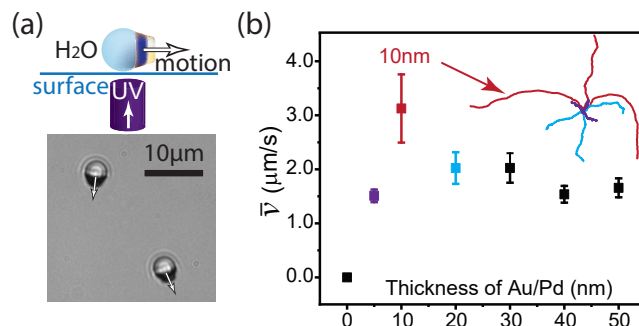 (a)
H2O
motion
surface
UV
10μm
(b)
v̄ (μm/s)
4.0
3.0
2.0
1.0
0.0
10nm
Thickness of Au/Pd (nm)
0 10 20 30 40 50